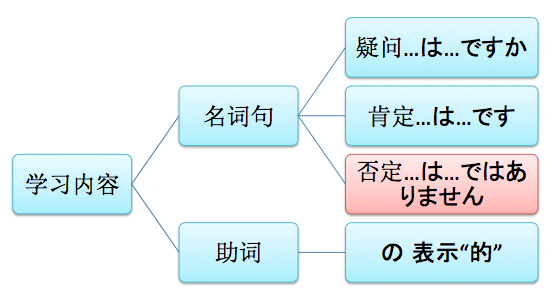 学习内容
名词句
疑问…は…ですか
肯定…は…です
否定…は…ではあ
りません
助词
の 表示“的”